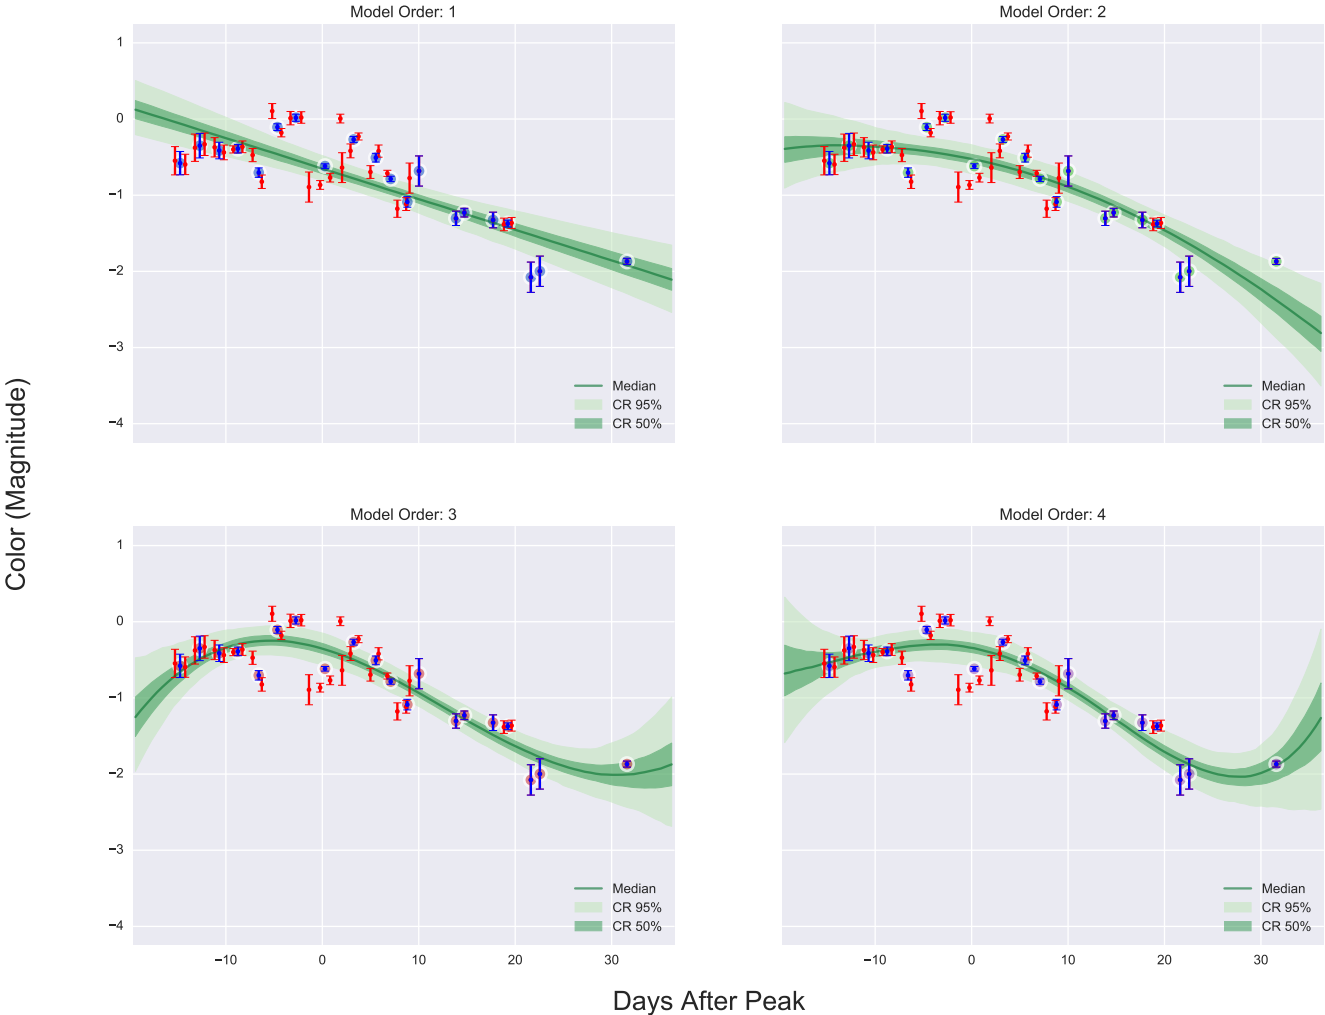 Model Order: 1
Model Order: 2
1
0
−1
−2
−3
−4
Median
CR 95%
CR 50%
Median
CR 95%
CR 50%
Color (Magnitude)
Model Order: 3
Model Order: 4
1
0
−1
−2
−3
−4
Median
CR 95%
CR 50%
Median
CR 95%
CR 50%
−10 0 10 20 30
−10 0 10 20 30
Days After Peak